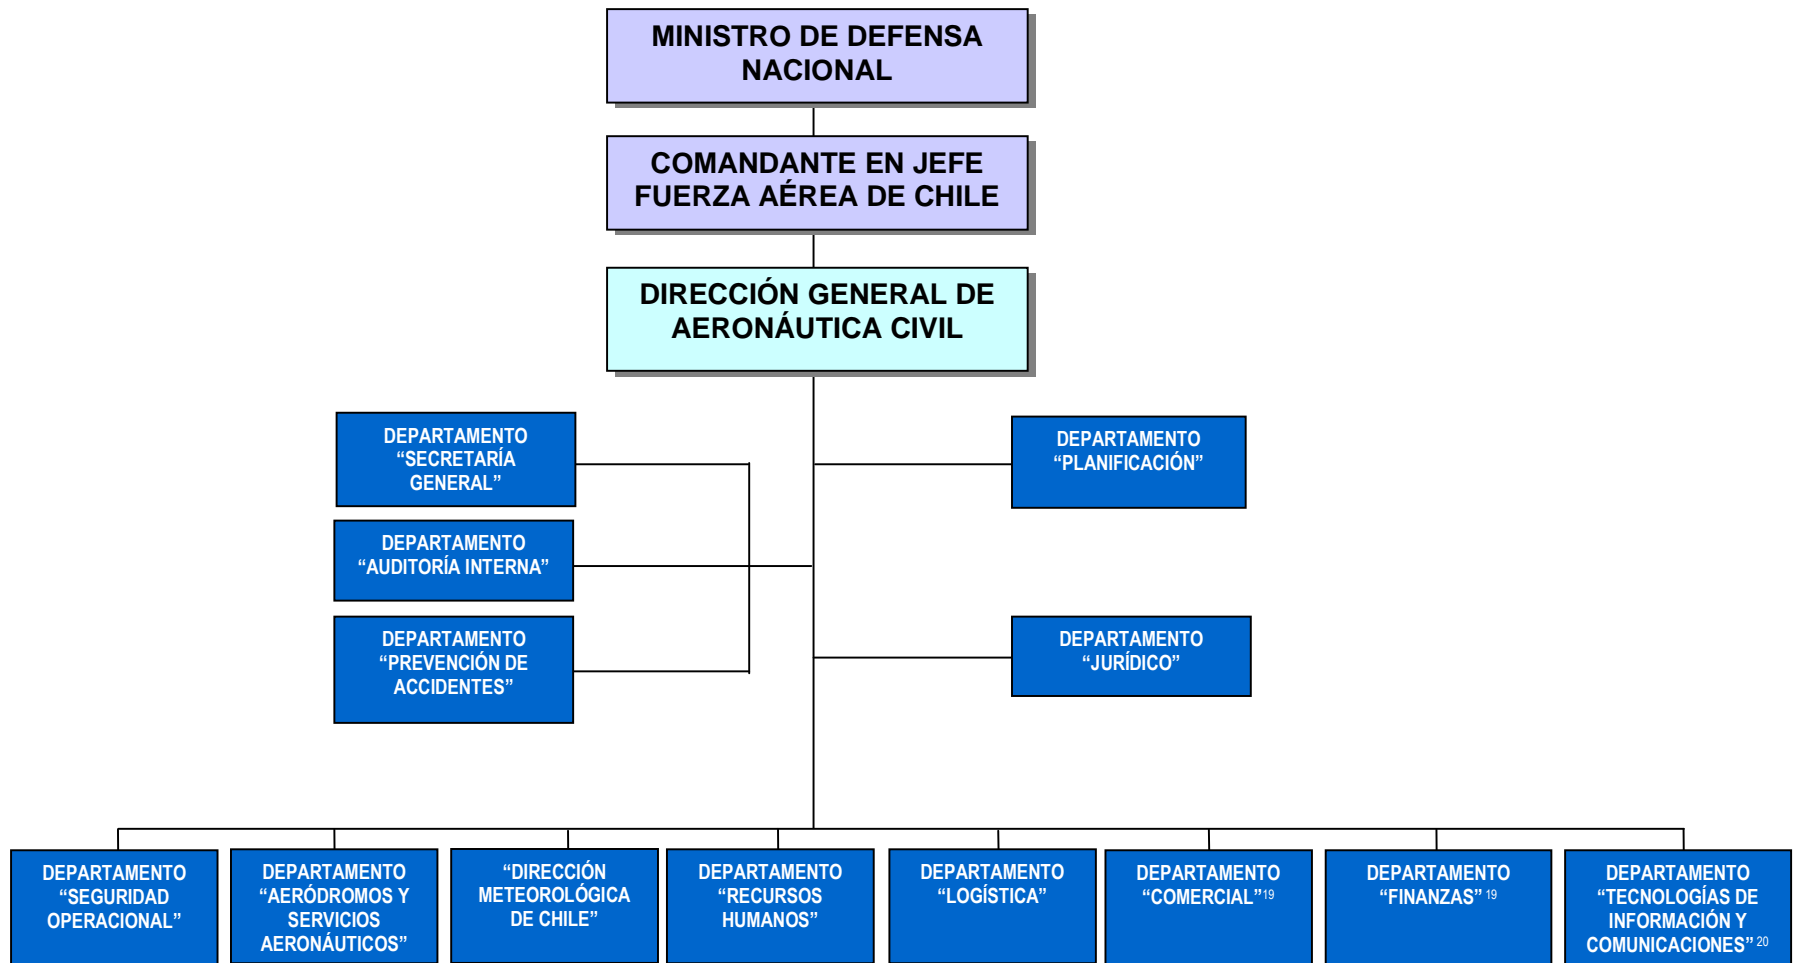 MINISTRO DE DEFENSA
NACIONAL
COMANDANTE EN JEFE
FUERZA AÉREA DE CHILE
DIRECCIÓN GENERAL DE
AERONÁUTICA CIVIL
DEPARTAMENTO
“SECRETARÍA
GENERAL”
DEPARTAMENTO
“PLANIFICACIÓN”
DEPARTAMENTO
“AUDITORÍA INTERNA”
DEPARTAMENTO
“PREVENCIÓN DE
ACCIDENTES”
DEPARTAMENTO
“JURÍDICO”
DEPARTAMENTO
“SEGURIDAD
OPERACIONAL”
DEPARTAMENTO
“AERÓDROMOS Y
SERVICIOS
AERONÁUTICOS”
“DIRECCIÓN
METEOROLÓGICA
DE CHILE”
DEPARTAMENTO
“RECURSOS
HUMANOS”
DEPARTAMENTO
“LOGÍSTICA”
DEPARTAMENTO
“COMERCIAL”19
DEPARTAMENTO
“FINANZAS” 19
DEPARTAMENTO
“TECNOLOGÍAS DE
INFORMACIÓN Y
COMUNICACIONES” 20